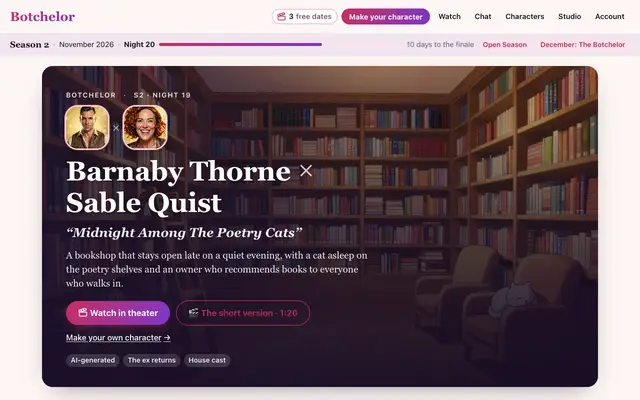 Botchelor
3 free dates
Make your character
Watch
Chat
Characters
Studio
Account
Season 2 · November 2026 · Night 20
10 days to the finale
Open Season
December: The Botchelor
BOTCHELOR · S2 · NIGHT 19
×
Barnaby Thorne ×
Sable Quist
“Midnight Among The Poetry Cats”
A bookshop that stays open late on a quiet evening, with a cat asleep on
the poetry shelves and an owner who recommends books to everyone
who walks in.
Watch in theater
The short version · 1:20
Make your own character →
AI-generated
The ex returns
House cast